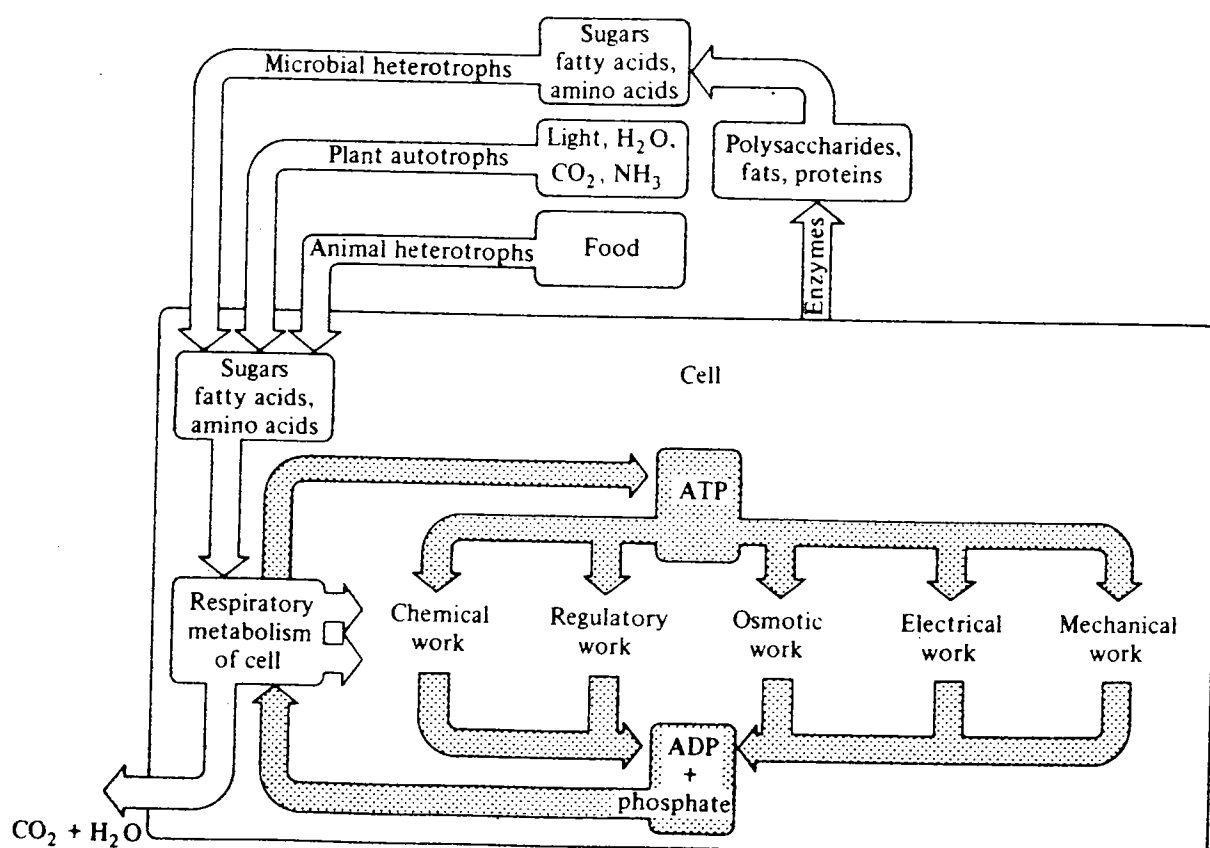 Sugars
fatty acids,
amino acids
Microbial heterotrophs
Light, H₂O,
CO₂, NH₃
Plant autotrophs
Polysaccharides,
fats, proteins
Food
Animal heterotrophs
Enzymes
Sugars
fatty acids,
amino acids
Cell
ATP
Respiratory
metabolism
of cell
Chemical
work
Regulatory
work
Osmotic
work
Electrical
work
Mechanical
work
ADP
+
phosphate
CO₂ + H₂O